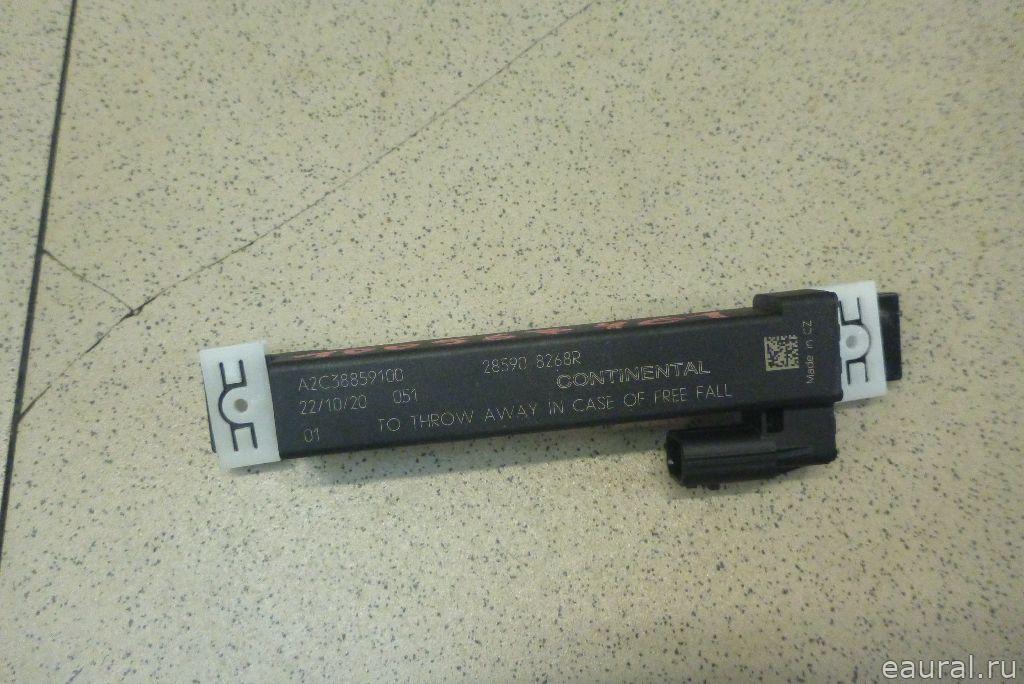 A2C38859100
28590 8268R
22/10/20 051
CONTINENTAL
01
TO THROW AWAY IN CASE OF FREE FALL
Made in CZ
eaural.ru